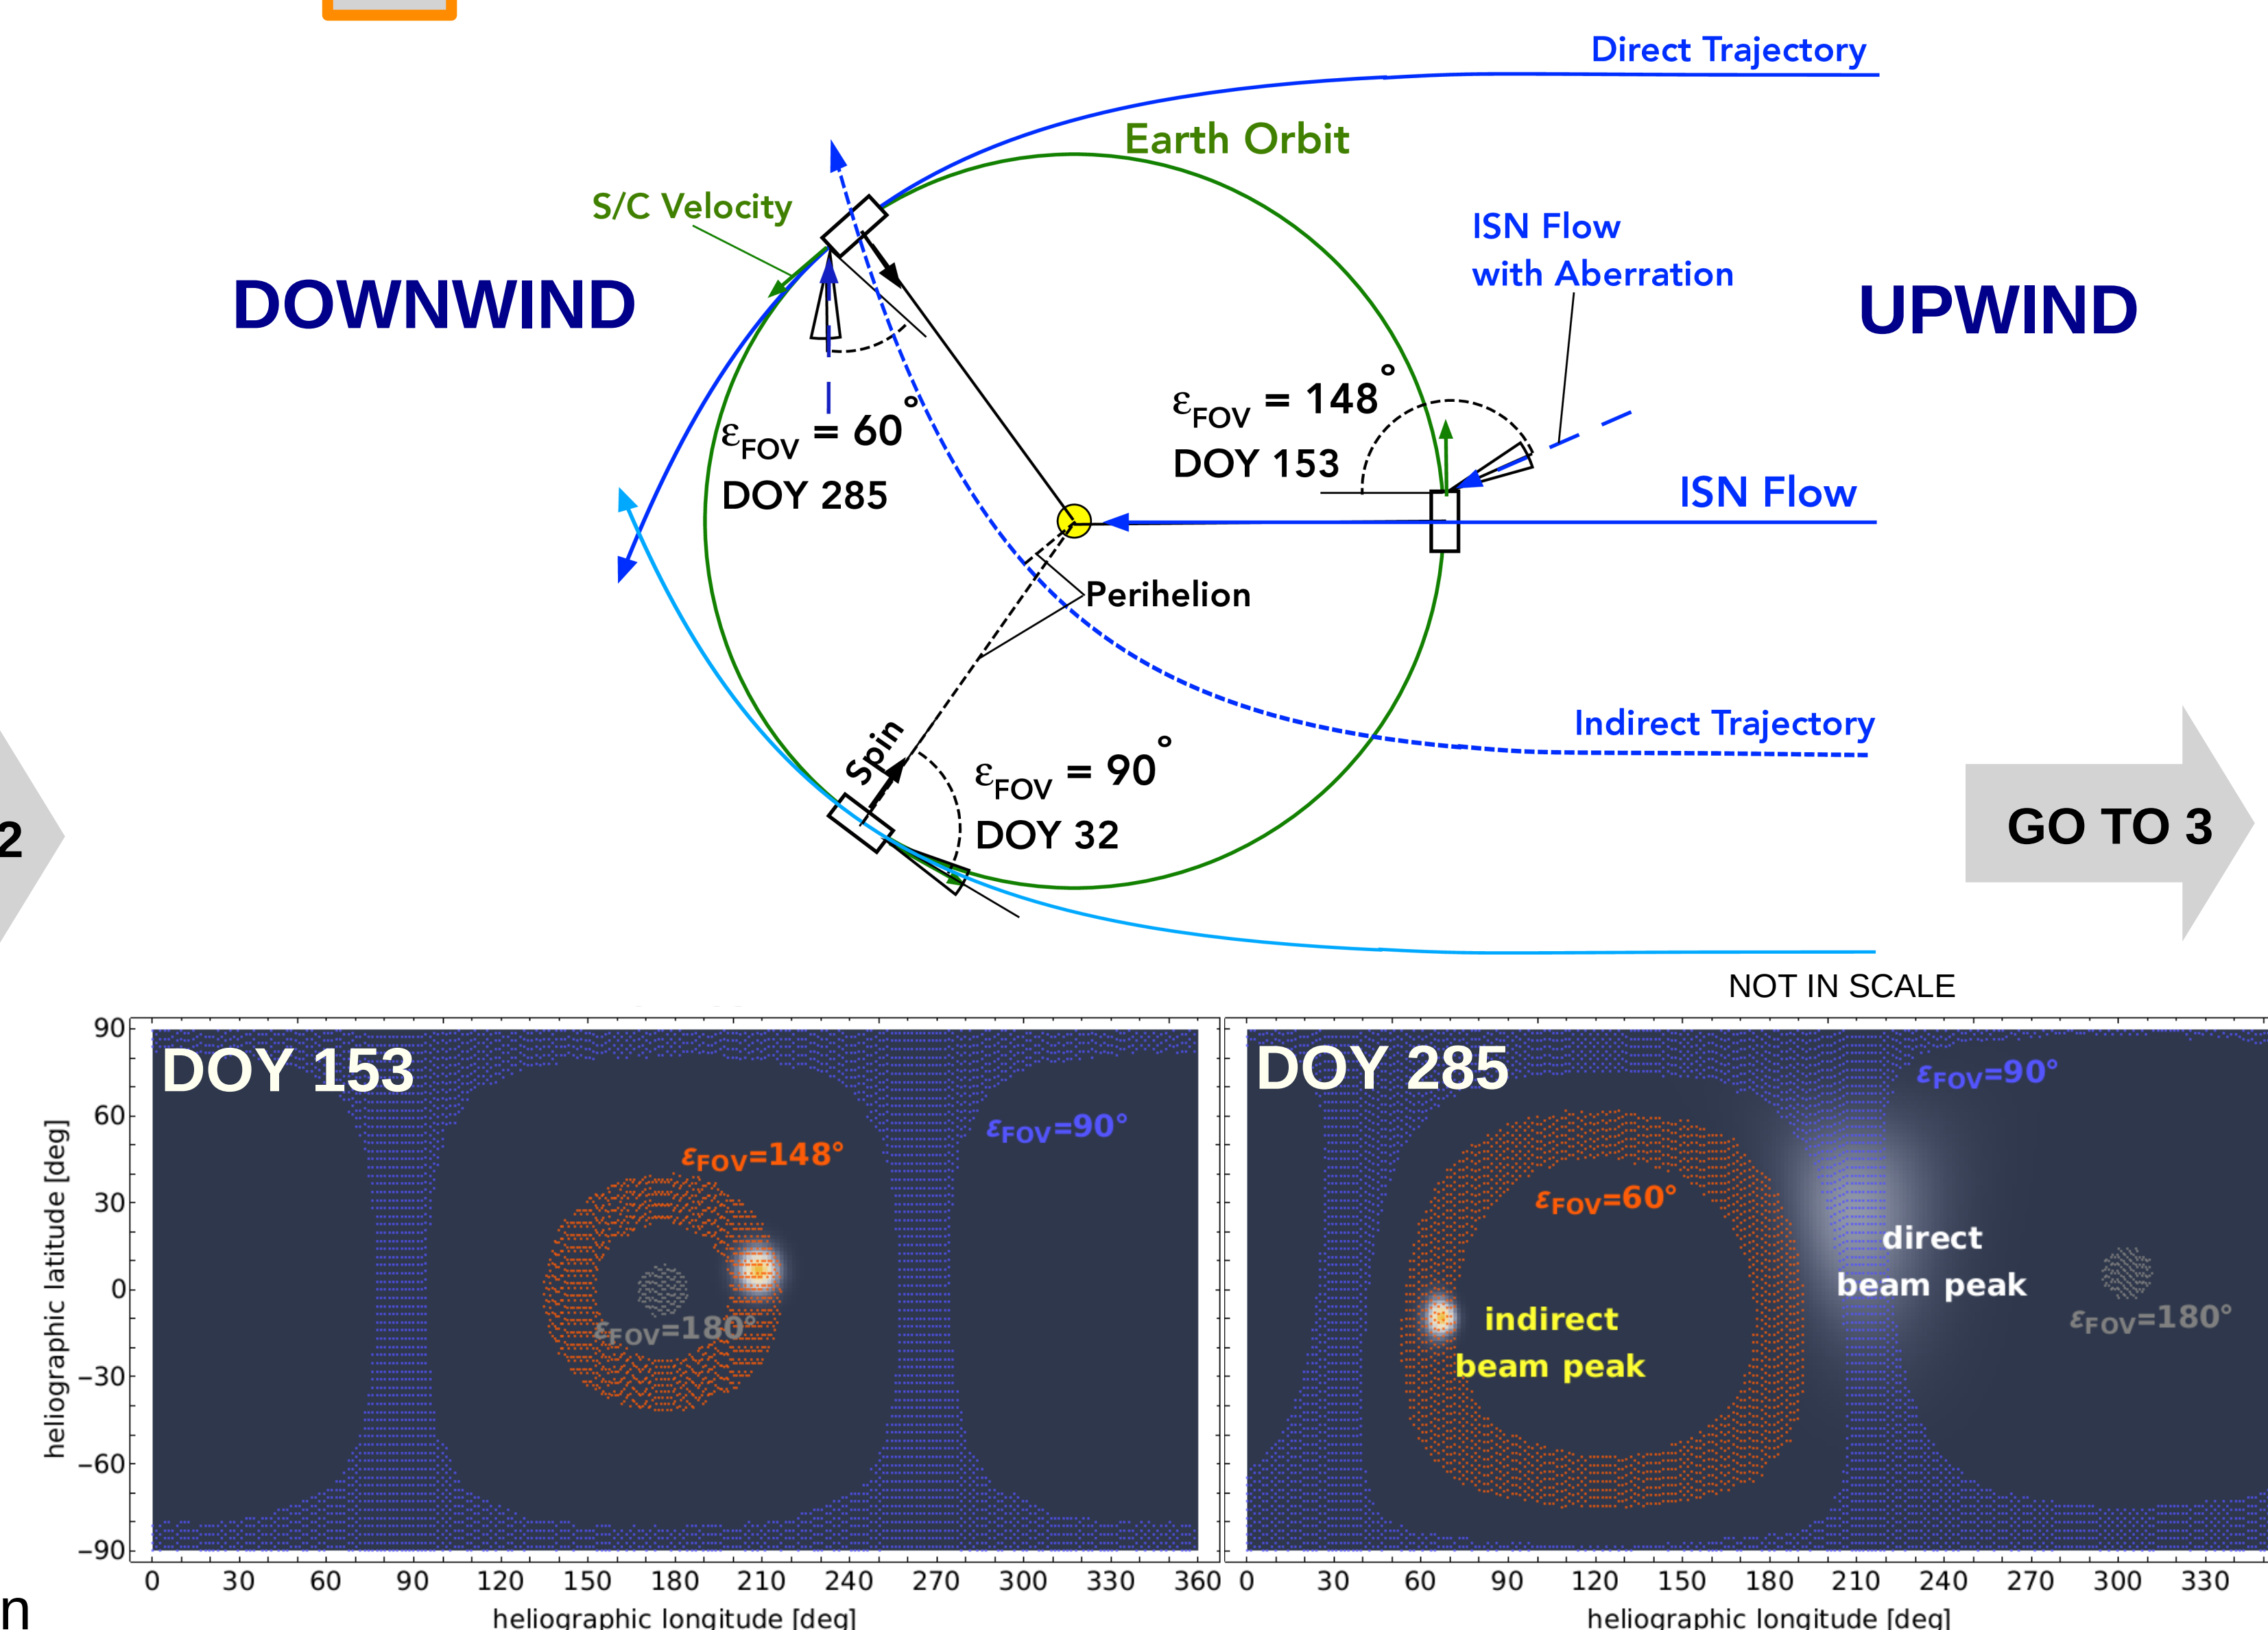 Direct Trajectory
Earth Orbit
S/C Velocity
ISN Flow
with Aberration
DOWNWIND
UPWIND
εFOV = 148°
DOY 153
εFOV = 60°
DOY 285
ISN Flow
Perihelion
Indirect Trajectory
Spin
εFOV = 90°
DOY 32
2
GO TO 3
NOT IN SCALE
DOY 153
εFOV=90°
εFOV=148°
εFOV=180°
90
60
30
0
−30
−60
−90
heliographic latitude [deg]
0 30 60 90 120 150 180 210 240 270 300 330 360
heliographic longitude [deg]
DOY 285
εFOV=90°
εFOV=60°
direct
beam peak
indirect
beam peak
εFOV=180°
0 30 60 90 120 150 180 210 240 270 300 330
heliographic longitude [deg]
n